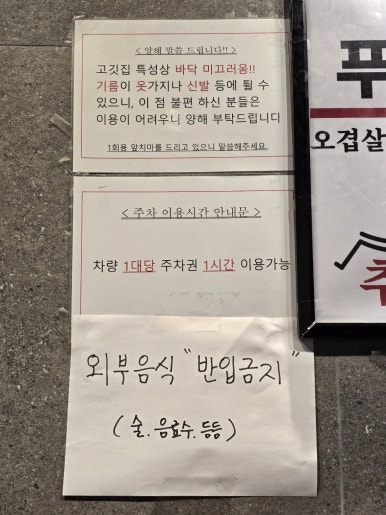 < 양해 말씀 드립니다!! >
고깃집 특성상 바닥 미끄러움!!
기름이 옷가지나 신발 등에 튈 수
있으니, 이 점 불편 하신 분들은
이용이 어려우니 양해 부탁드립니다
1회용 앞치마를 드리고 있으니 말씀해주세요.
< 주차 이용시간 안내문 >
차량 1대당 주차권 1시간 이용가능
외부음식 "반입금지"
(술. 음료수. 등등)
푸
오겹살
추